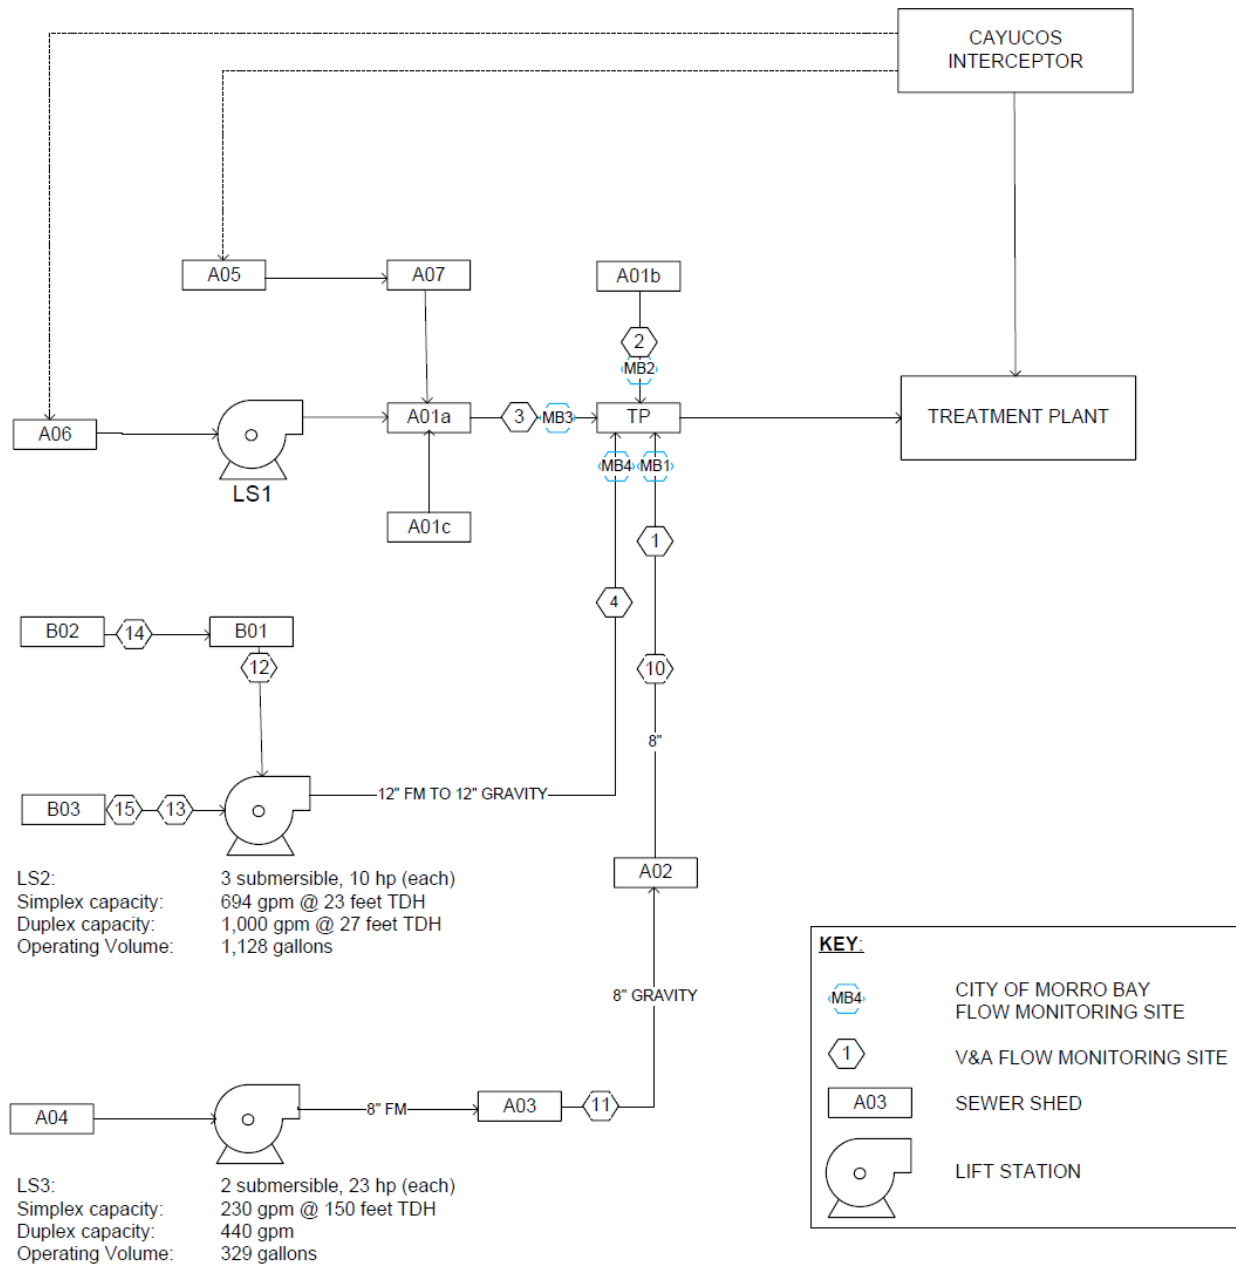 CAYUCOS
INTERCEPTOR
A05
A07
A01b
2
MB2
A06
LS1
A01a
3
MB3
TP
TREATMENT PLANT
MB4
MB1
A01c
1
4
B02
14
B01
12
10
8"
B03
15
13
12" FM TO 12" GRAVITY
A02
LS2: 3 submersible, 10 hp (each)
Simplex capacity: 694 gpm @ 23 feet TDH
Duplex capacity: 1,000 gpm @ 27 feet TDH
Operating Volume: 1,128 gallons
8" GRAVITY
A04
8" FM
A03
11
LS3: 2 submersible, 23 hp (each)
Simplex capacity: 230 gpm @ 150 feet TDH
Duplex capacity: 440 gpm
Operating Volume: 329 gallons
KEY:
MB4
CITY OF MORRO BAY
FLOW MONITORING SITE
1
V&A FLOW MONITORING SITE
A03
SEWER SHED
LIFT STATION